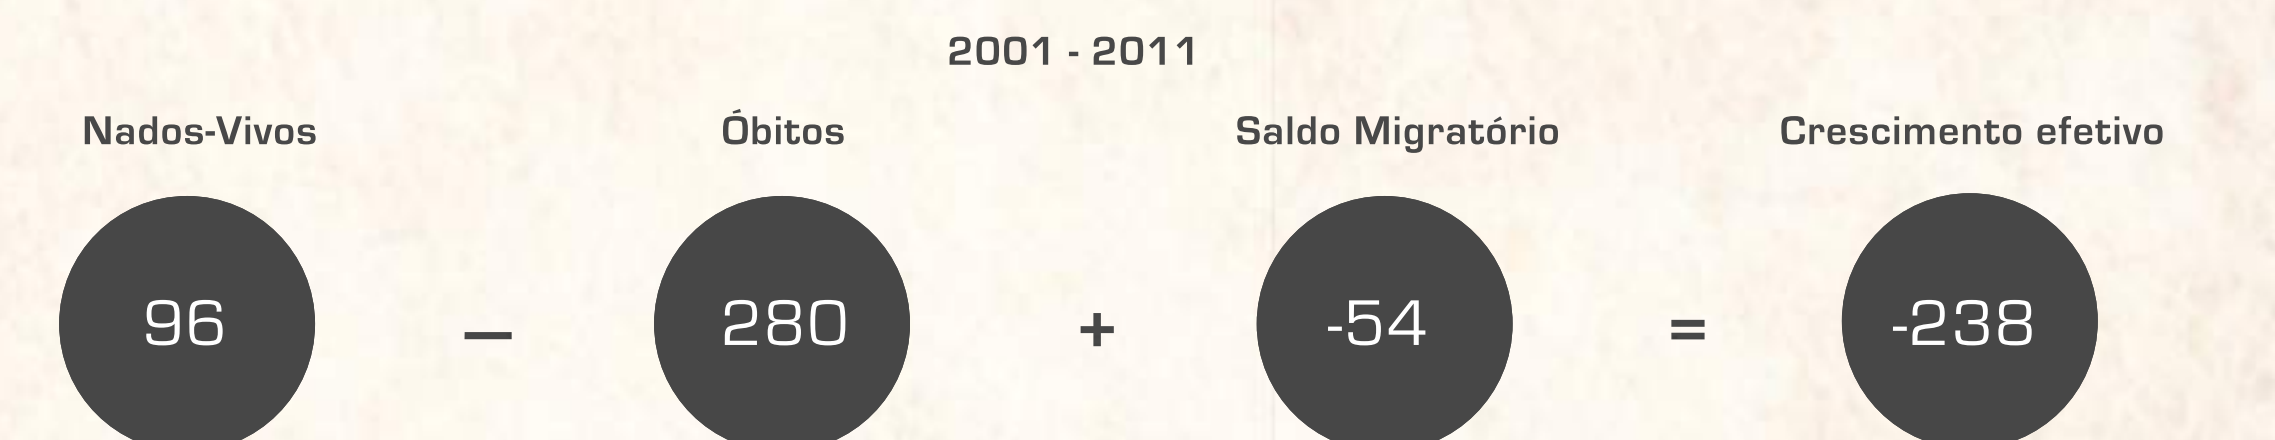 2001 - 2011
Nados-Vivos Óbitos Saldo Migratório Crescimento efetivo
96 – 280 + -54 = -238